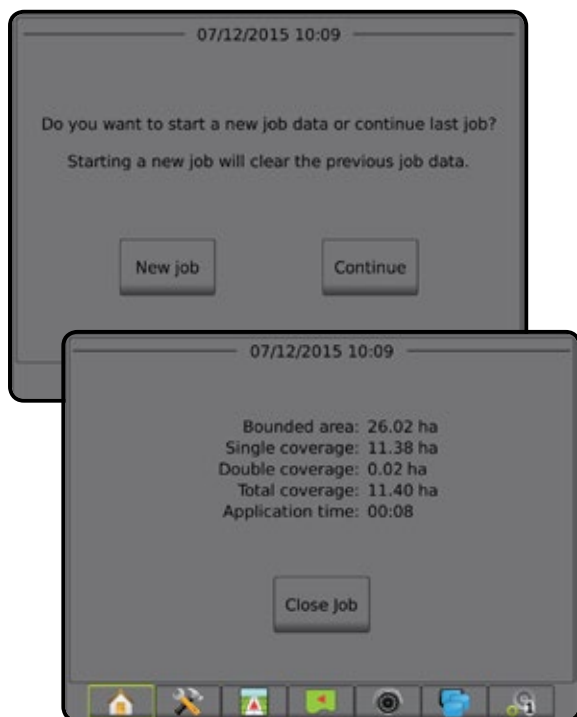 07/12/2015 10:09
Do you want to start a new job data or continue last job?
Starting a new job will clear the previous job data.
New job Continue
07/12/2015 10:09
Bounded area: 26.02 ha
Single coverage: 11.38 ha
Double coverage: 0.02 ha
Total coverage: 11.40 ha
Application time: 00:08
Close Job